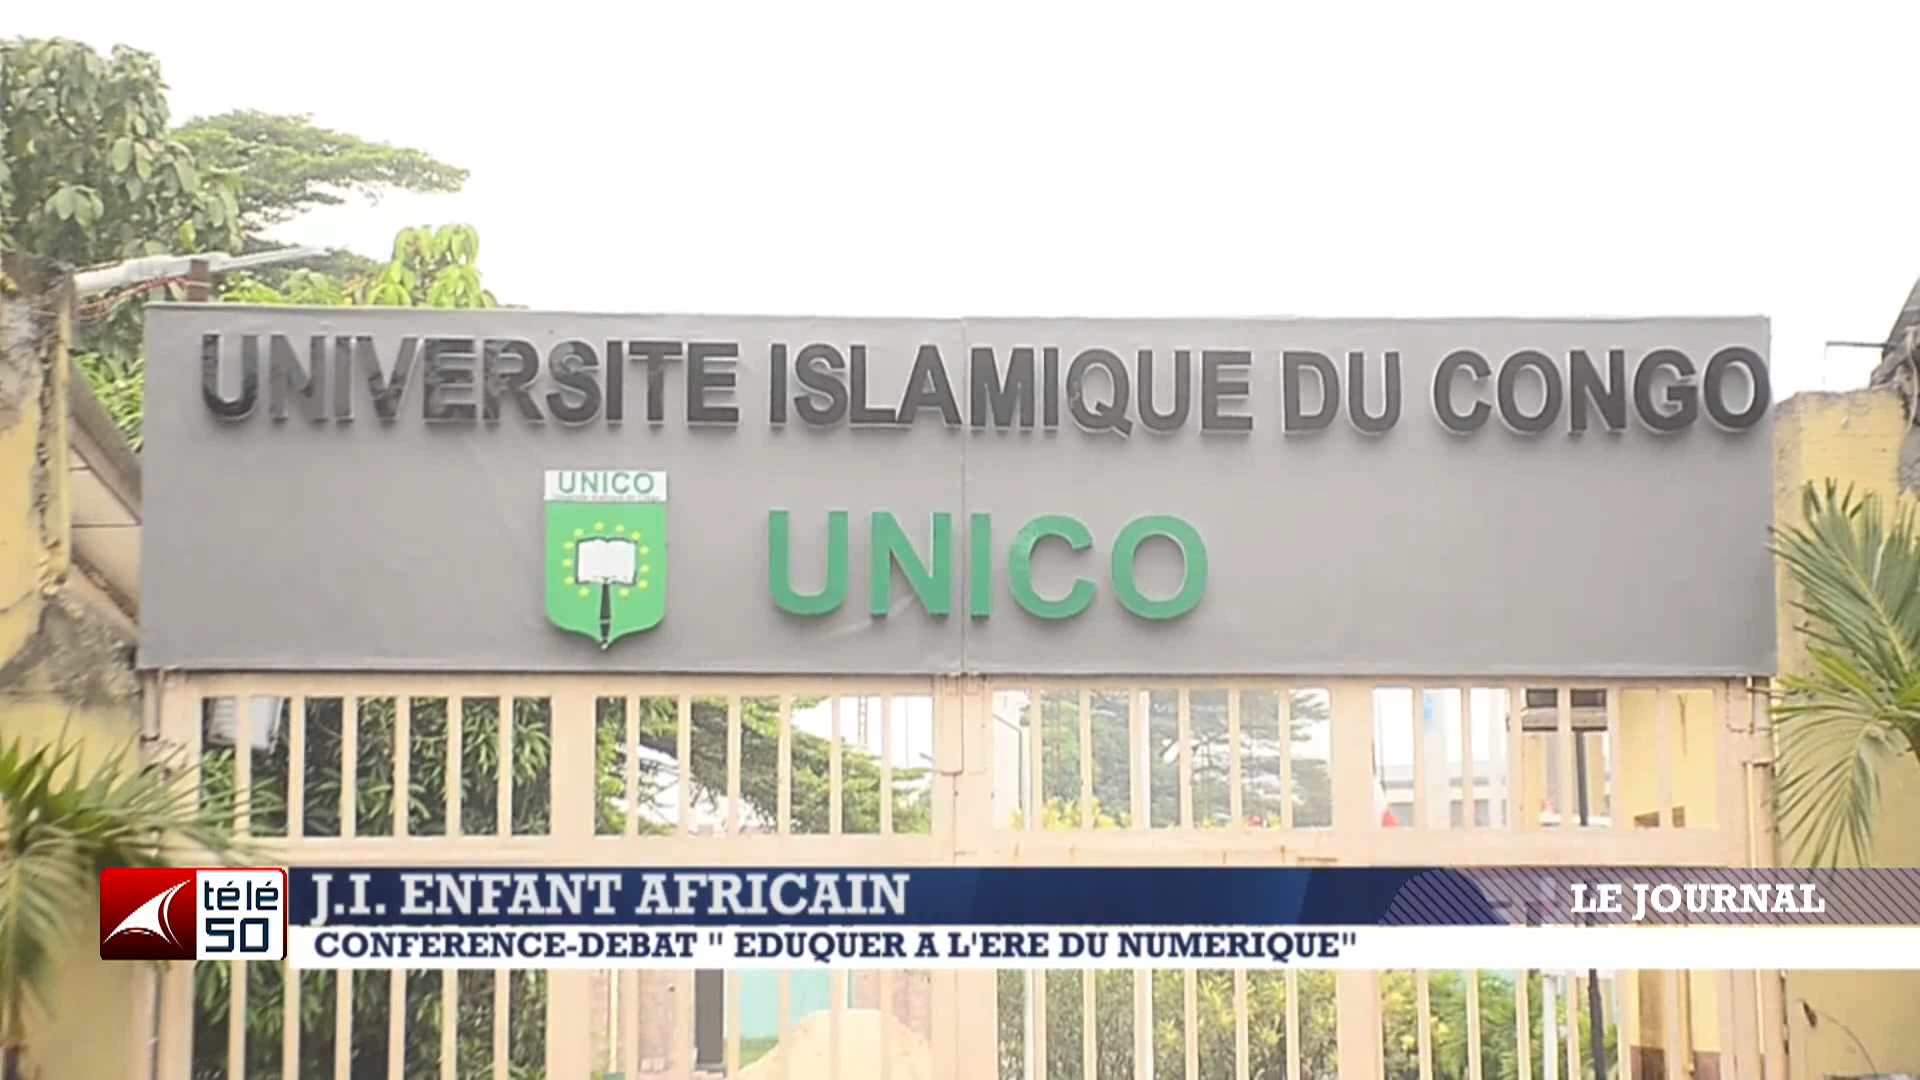 UNIVERSITE ISLAMIQUE DU CONGO
UNICO
UNICO
télé
50
J.I. ENFANT AFRICAIN
LE JOURNAL
CONFERENCE-DEBAT " EDUQUER A L'ERE DU NUMERIQUE"